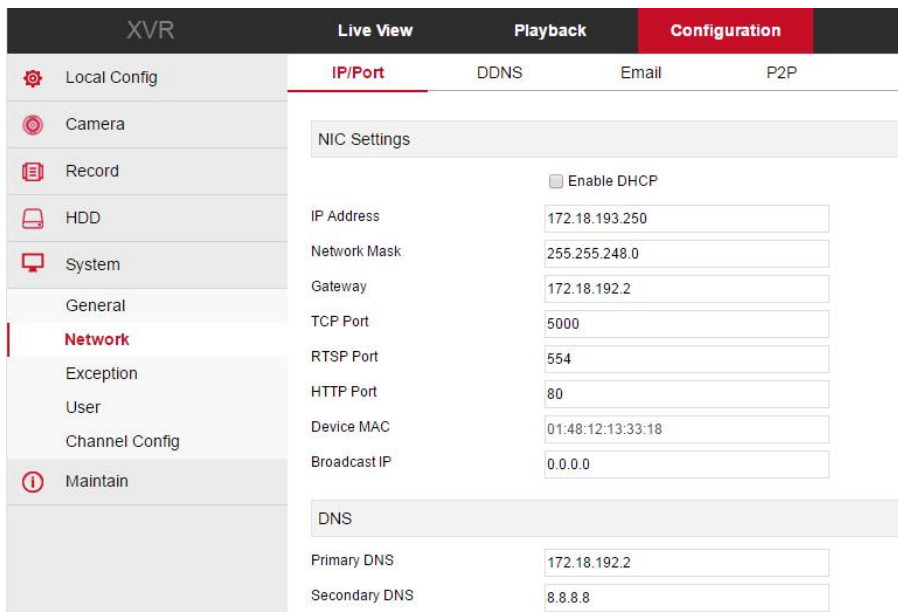 XVR Live View Playback Configuration
Local Config
Camera
Record
HDD
System
General
Network
Exception
User
Channel Config
Maintain
IP/Port DDNS Email P2P
NIC Settings
Enable DHCP
IP Address 172.18.193.250
Network Mask 255.255.248.0
Gateway 172.18.192.2
TCP Port 5000
RTSP Port 554
HTTP Port 80
Device MAC 01:48:12:13:33:18
Broadcast IP 0.0.0.0
DNS
Primary DNS 172.18.192.2
Secondary DNS 8.8.8.8